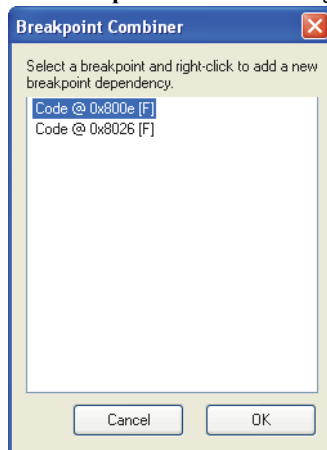 Breakpoint Combiner
Select a breakpoint and right-click to add a new
breakpoint dependency.
Code @ 0x800e [F]
Code @ 0x8026 [F]
Cancel
OK